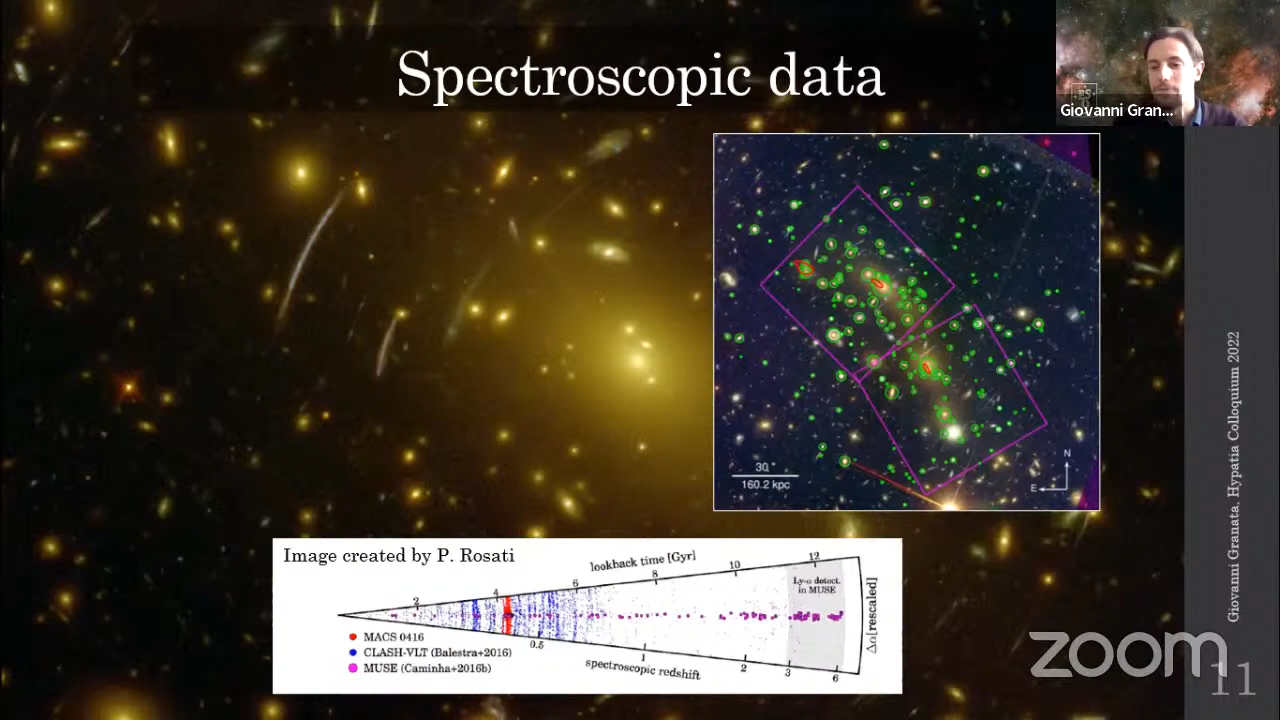 Spectroscopic data
Giovanni Gran...
30 "
160.2 kpc
N
E
Image created by P. Rosati
lookback time [Gyr]
2
4
6
8
10
12
Ly-α detect.
in MUSE
Δα[rescaled]
MACS 0416
CLASH-VLT (Balestra+2016)
MUSE (Caminha+2016b)
0.5
1
2
3
6
spectroscopic redshift
Giovanni Granata, Hypatia Colloquium 2022
zoom
11